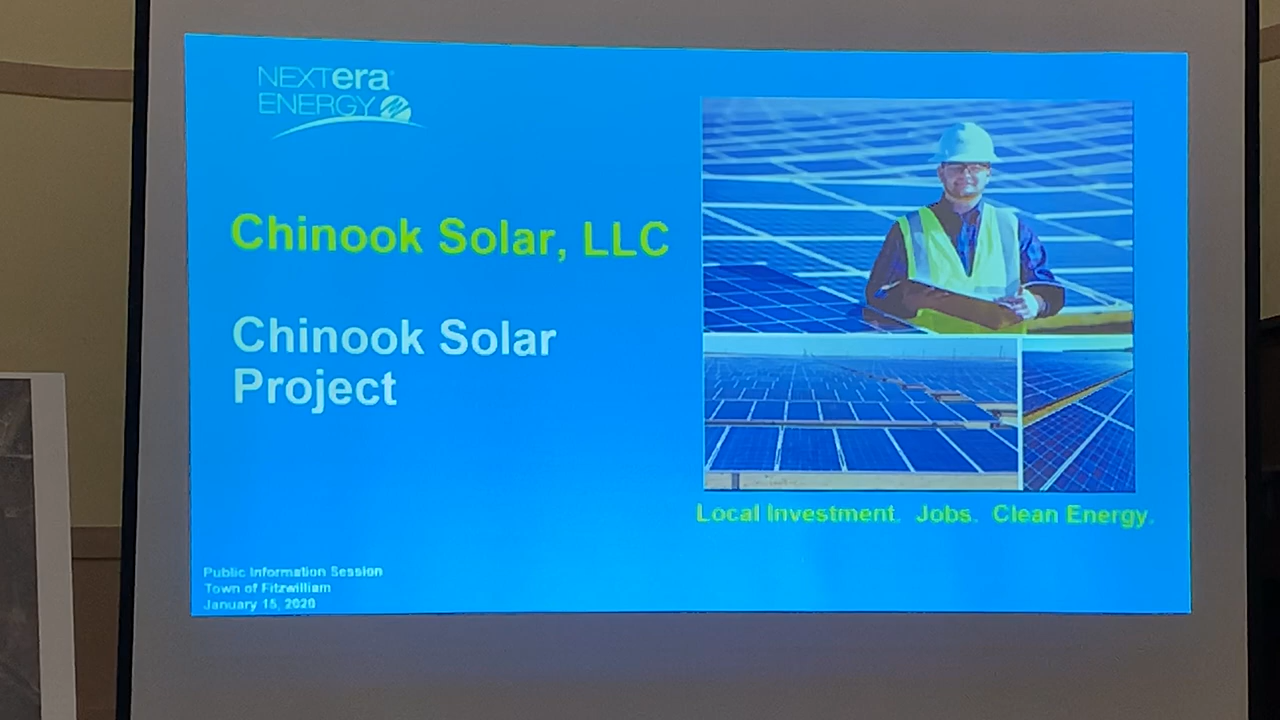 NEXTera®
ENERGY
Chinook Solar, LLC
Chinook Solar
Project
Local Investment. Jobs. Clean Energy.
Public Information Session
Town of Fitzwilliam
January 15, 2020